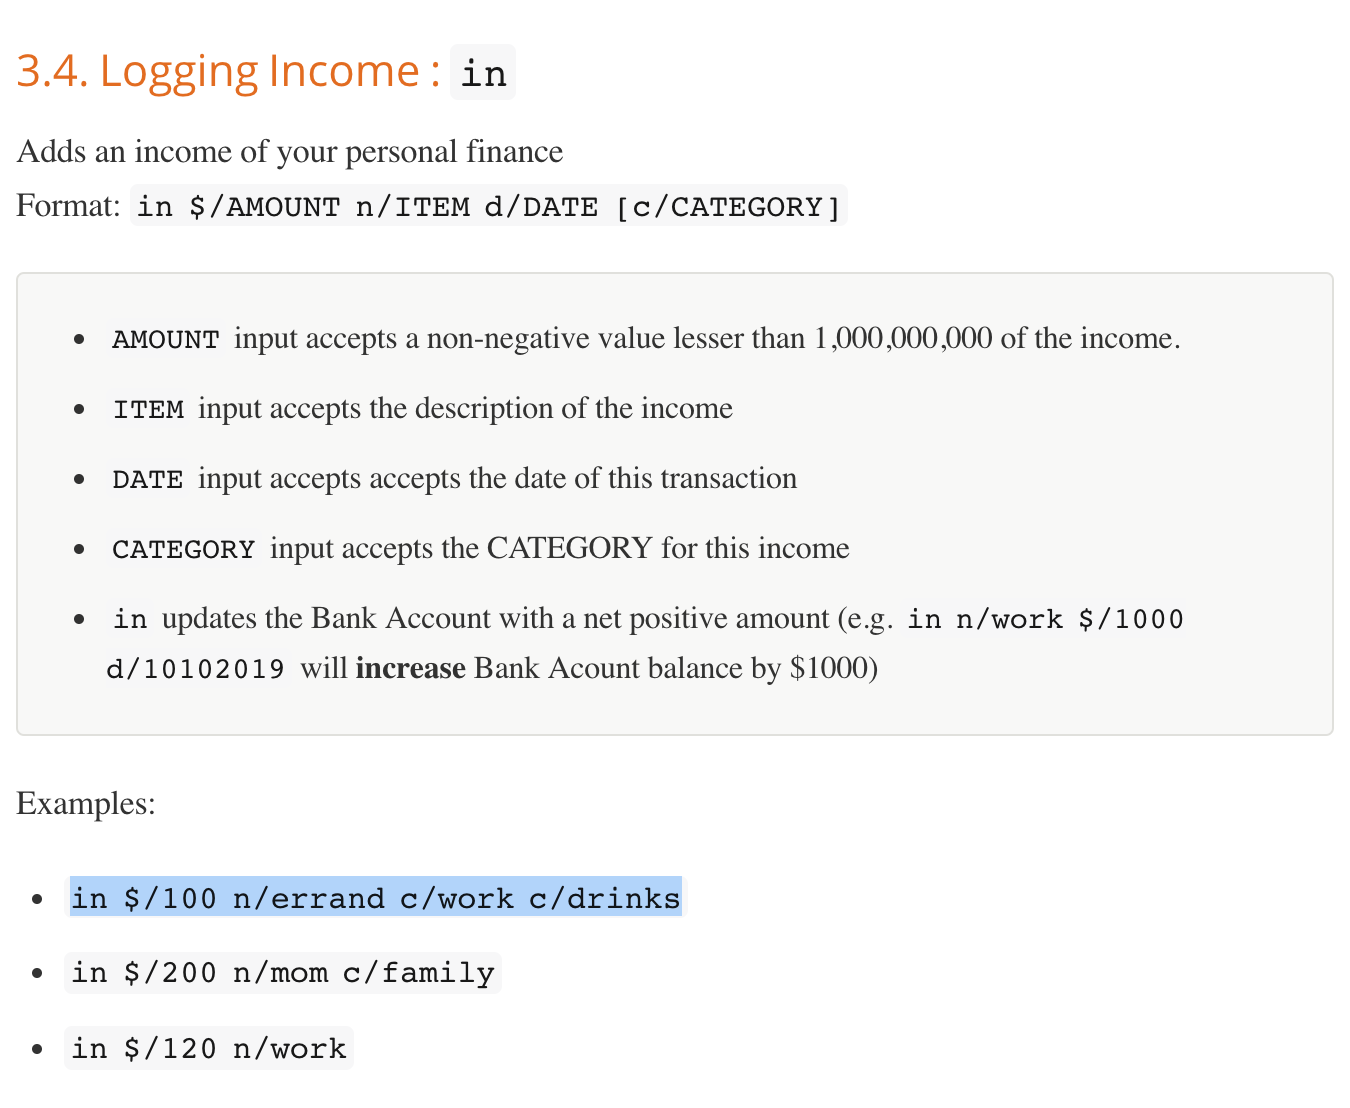 3.4. Logging Income : in
Adds an income of your personal finance
Format: in $/AMOUNT n/ITEM d/DATE [c/CATEGORY]
AMOUNT input accepts a non-negative value lesser than 1,000,000,000 of the income.
ITEM input accepts the description of the income
DATE input accepts accepts the date of this transaction
CATEGORY input accepts the CATEGORY for this income
in updates the Bank Account with a net positive amount (e.g. in n/work $/1000
d/10102019 will increase Bank Acount balance by $1000)
Examples:
in $/100 n/errand c/work c/drinks
in $/200 n/mom c/family
in $/120 n/work